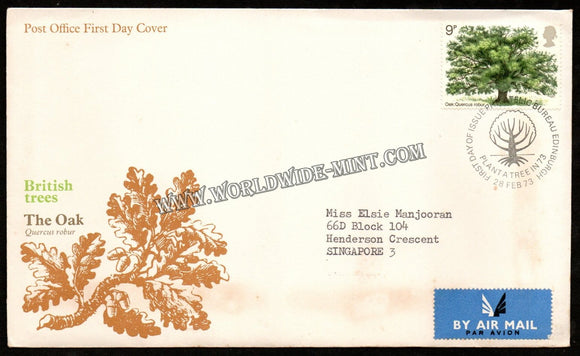 Post Office First Day Cover
9P
Oak Quercus robur
FIRST DAY OF ISSUE PHILATELIC BUREAU EDINBURGH
PLANT A TREE IN 73
28 FEB 73
WWW.WORLDWIDE-MINT.COM
British
trees
The Oak
Quercus robur
Miss Elsie Manjooran
66D Block 104
Henderson Crescent
SINGAPORE 3
BY AIR MAIL
PAR AVION